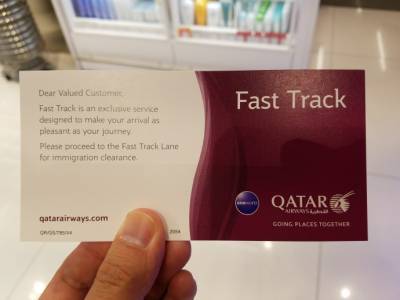 Dear Valued Customer,
Fast Track is an exclusive service
designed to make your arrival as
pleasant as your journey.
Please proceed to the Fast Track Lane
for immigration clearance.
qatarairways.com
Fast Track
oneworld
QATAR
AIRWAYS القطرية
GOING PLACES TOGETHER